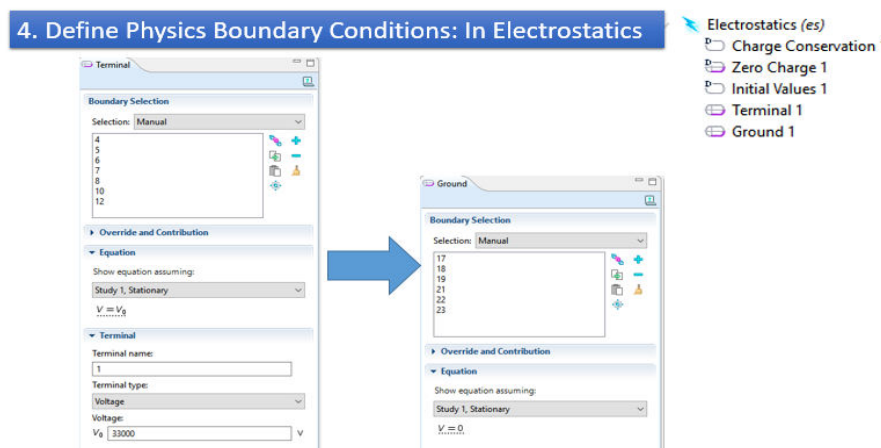 4. Define Physics Boundary Conditions: In Electrostatics
Electrostatics (es)
Charge Conservation
Zero Charge 1
Initial Values 1
Terminal 1
Ground 1
Terminal
Boundary Selection
Selection: Manual
4
5
6
7
8
10
12
Override and Contribution
Equation
Show equation assuming:
Study 1, Stationary
V = V₀
Terminal
Terminal name:
1
Terminal type:
Voltage
Voltage:
V₀ 33000 V
Ground
Boundary Selection
Selection: Manual
17
18
19
21
22
23
Override and Contribution
Equation
Show equation assuming:
Study 1, Stationary
V = 0